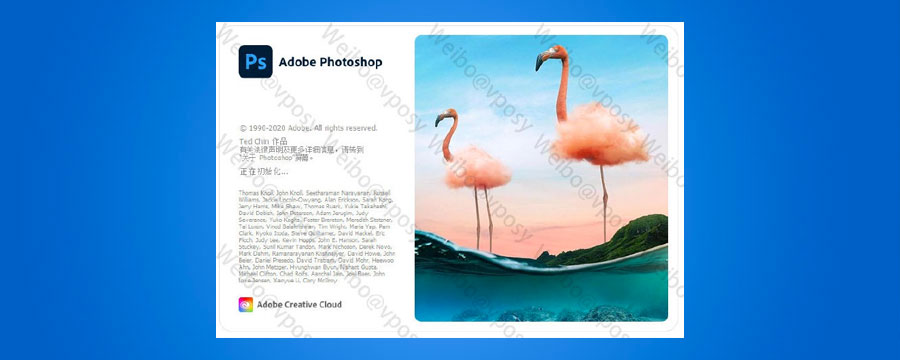 Ps Adobe Photoshop
© 1990-2020 Adobe. All rights reserved.
Ted Chin 作品
有关法律声明及更多详细信息，请转到
"关于 Photoshop"屏幕。
正在初始化...
Thomas Knoll, John Knoll, Seetharaman Narayanan, Russell
Williams, Jackie Lincoln-Owyang, Alan Erickson, Sarah Kong,
Jerry Harris, Mike Shaw, Thomas Ruark, Yukie Takahashi,
David Dobish, John Peterson, Adam Jerugim, Judy
Severance, Yuko Kagita, Foster Brereton, Meredith Stotzner,
Tai Luxon, Vinod Balakrishnan, Tim Wright, Maria Yap, Pam
Clark, Kyoko Itoda, Steve Guilhamet, David Hackel, Eric
Floch, Judy Lee, Kevin Hopps, John E. Hanson, Sarah
Stuckey, Sunil Kumar Tandon, Mark Nichoson, Derek Novo,
Mark Dahm, Ramanarayanan Krishnaiyer, David Howe, John
Beier, Daniel Presedo, David Tristram, David Mohr, Heewoo
Ahn, John Metzger, Hyunghwan Byun, Nishant Gupta,
Michael Clifton, Chad Rolfs, Aanchal Jain, Joel Baer, John
Love-Jensen, Xiaoyue Li, Cory McIlroy
Adobe Creative Cloud
Weibo@vposy